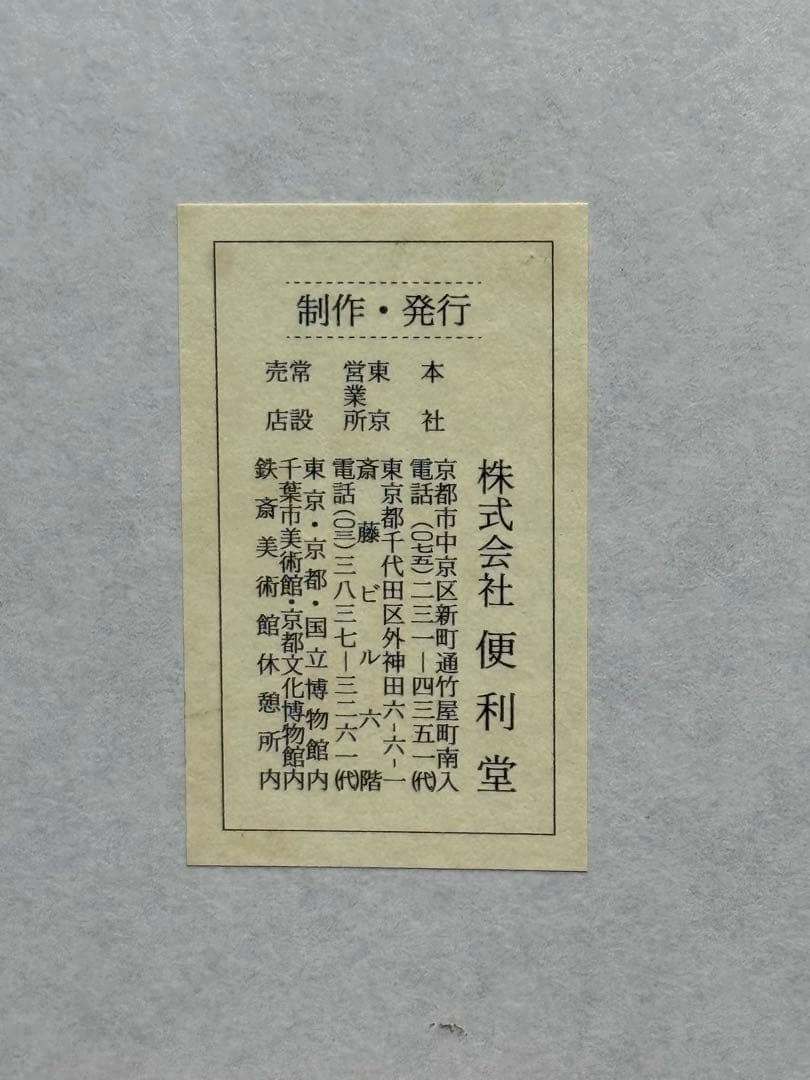 制作・発行
株式会社 便利堂
本社
京都市中京区新町通竹屋町南入
電話(〇七五)二三一―四三五一(代)
東京営業所
東京都千代田区外神田六-六-一
斎藤ビル六階
電話(〇三)三八三七―三二六一(代)
常設売店
東京・京都・国立博物館内
千葉市美術館・京都文化博物館内
鉄斎美術館休憩所内